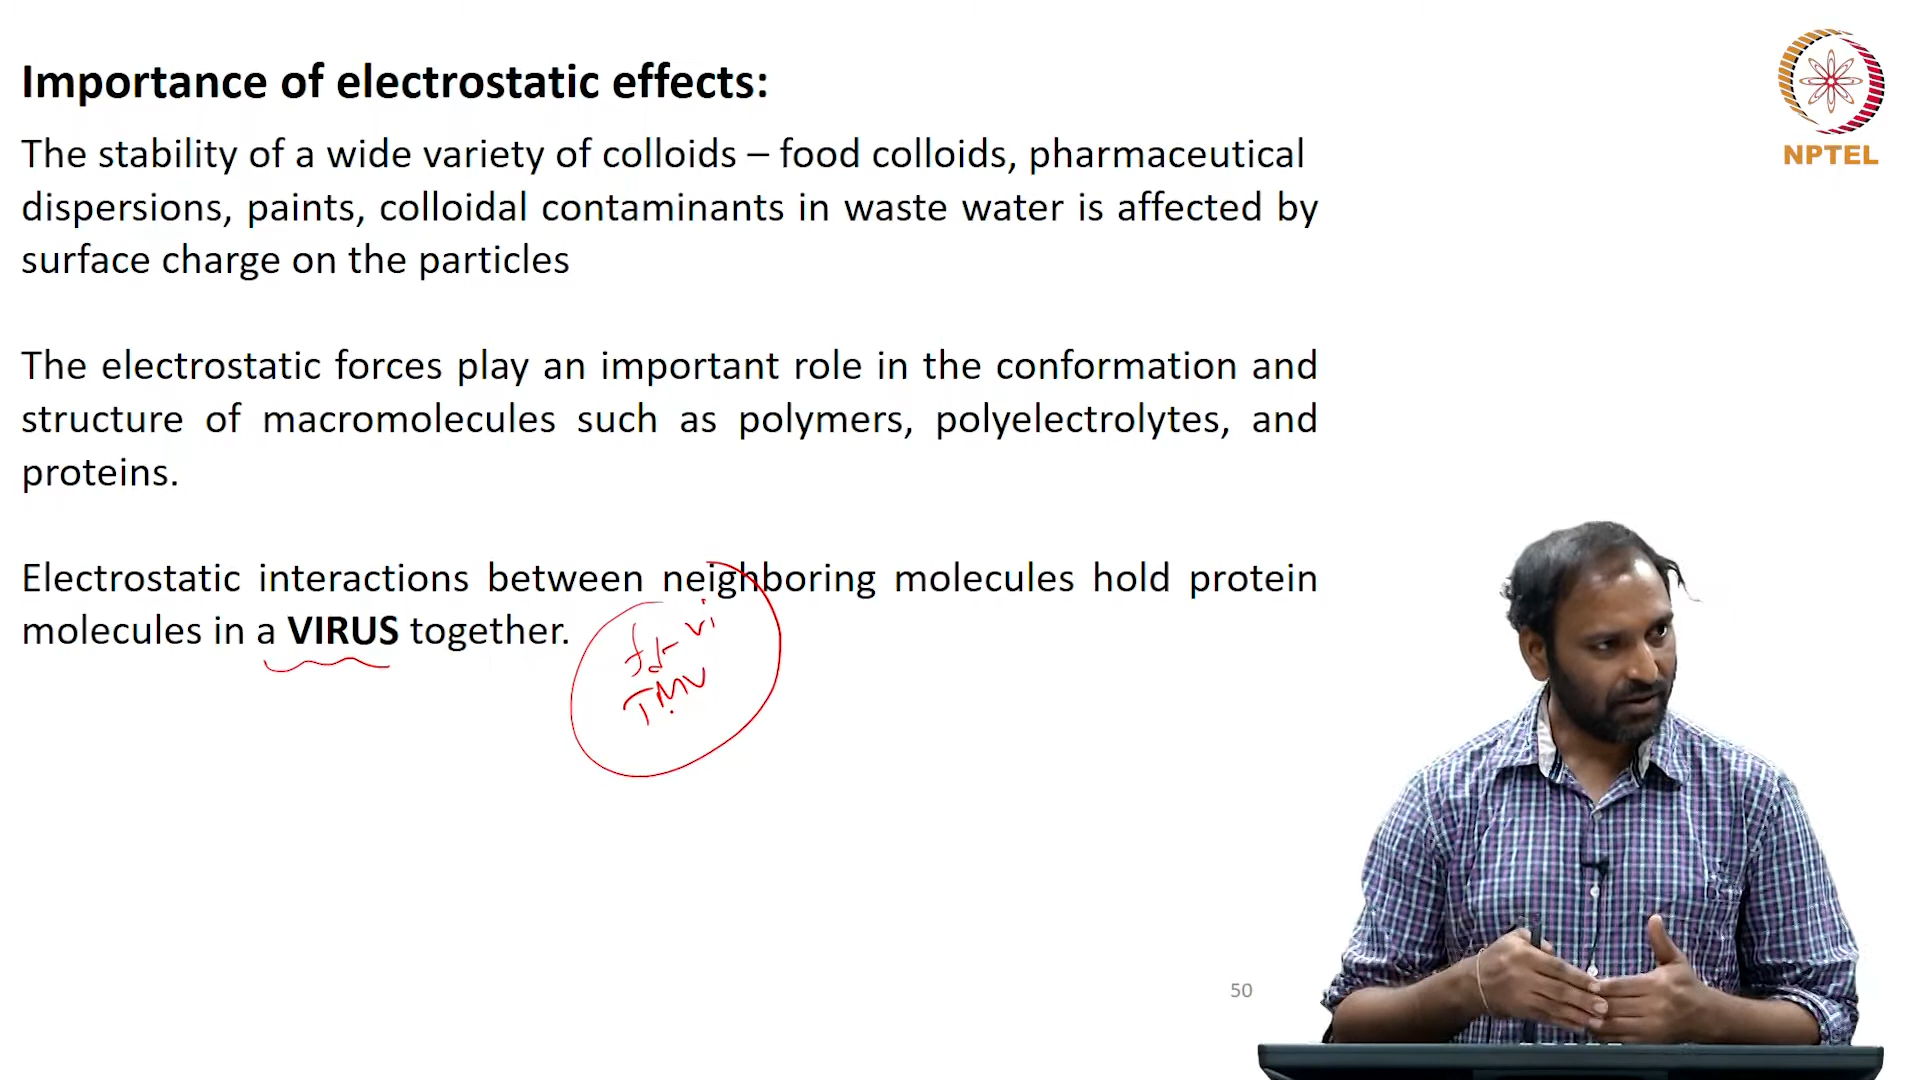 Importance of electrostatic effects:
NPTEL
The stability of a wide variety of colloids – food colloids, pharmaceutical
dispersions, paints, colloidal contaminants in waste water is affected by
surface charge on the particles
The electrostatic forces play an important role in the conformation and
structure of macromolecules such as polymers, polyelectrolytes, and
proteins.
Electrostatic interactions between neighboring molecules hold protein
molecules in a VIRUS together.
fd- vi
TMV
50